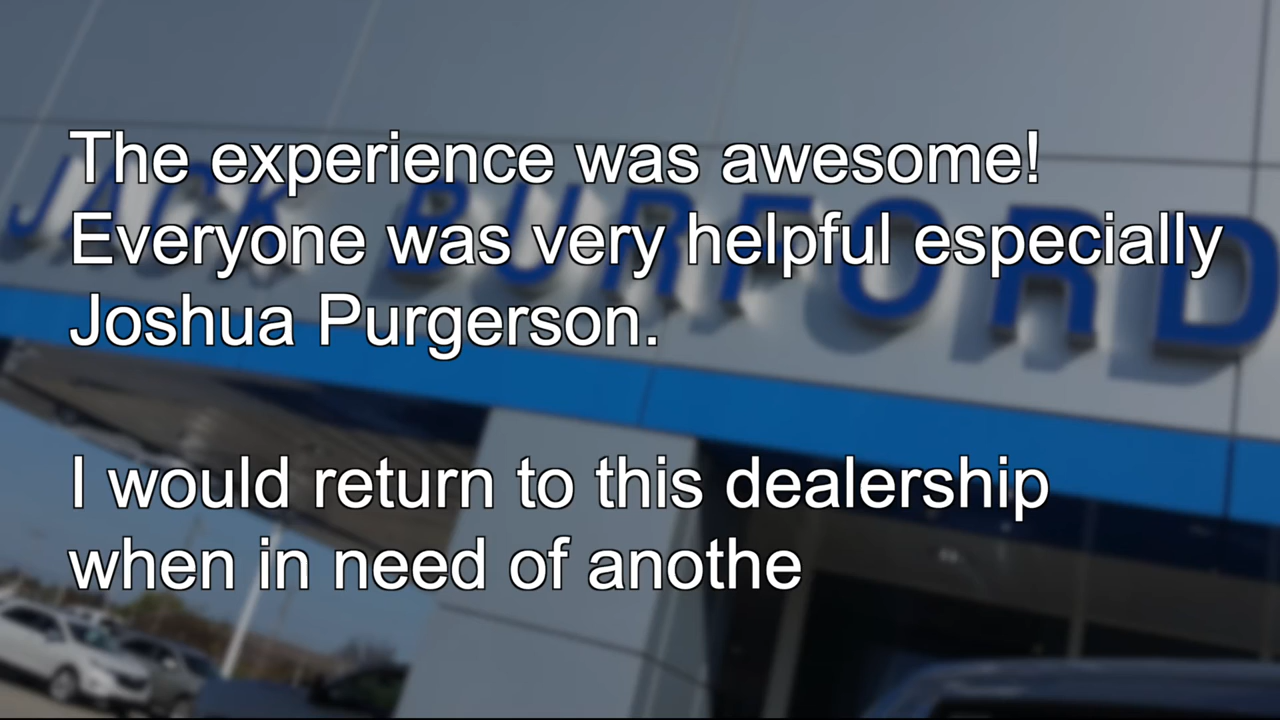 The experience was awesome!
Everyone was very helpful especially
Joshua Purgerson.
I would return to this dealership
when in need of anothe
JACK BURFORD